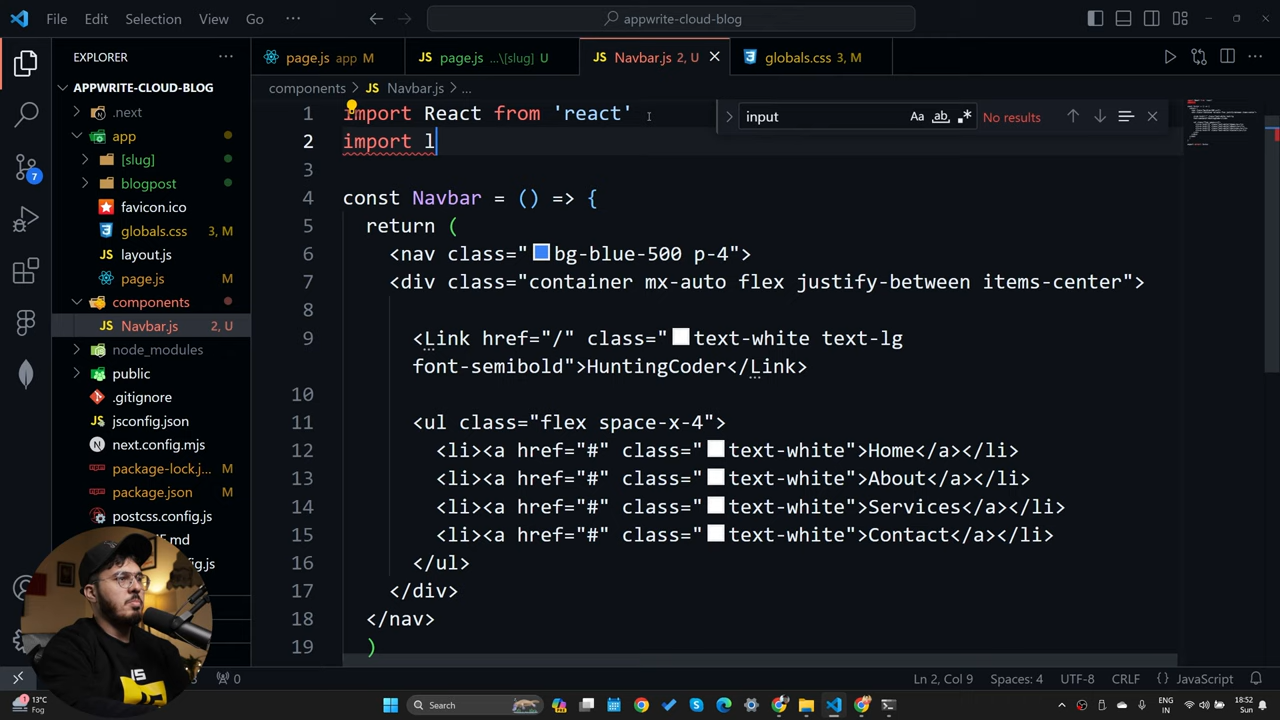 File Edit Selection View Go ···
appwrite-cloud-blog
EXPLORER ···
page.js app M
page.js ...\[slug] U
Navbar.js 2, U
globals.css 3, M
components > JS Navbar.js > ...
APPWRITE-CLOUD-BLOG
.next
app
[slug]
blogpost
favicon.ico
globals.css 3, M
layout.js
page.js M
components
JS Navbar.js 2, U
node_modules
public
.gitignore
JS jsconfig.json
next.config.mjs
package-lock.j... M
package.json M
postcss.config.js
input
Aa ab No results
1 import React from 'react'
2 import l
3
4 const Navbar = () => {
5 return (
6 <nav class="bg-blue-500 p-4">
7 <div class="container mx-auto flex justify-between items-center">
8
9 <Link href="/" class="text-white text-lg
font-semibold">HuntingCoder</Link>
10
11 <ul class="flex space-x-4">
12 <li><a href="#" class="text-white">Home</a></li>
13 <li><a href="#" class="text-white">About</a></li>
14 <li><a href="#" class="text-white">Services</a></li>
15 <li><a href="#" class="text-white">Contact</a></li>
16 </ul>
17 </div>
18 </nav>
19 )
7
JS
0
Ln 2, Col 9 Spaces: 4 UTF-8 CRLF JavaScript
13°C
Fog
Search
ENG
IN
18:52
Sun